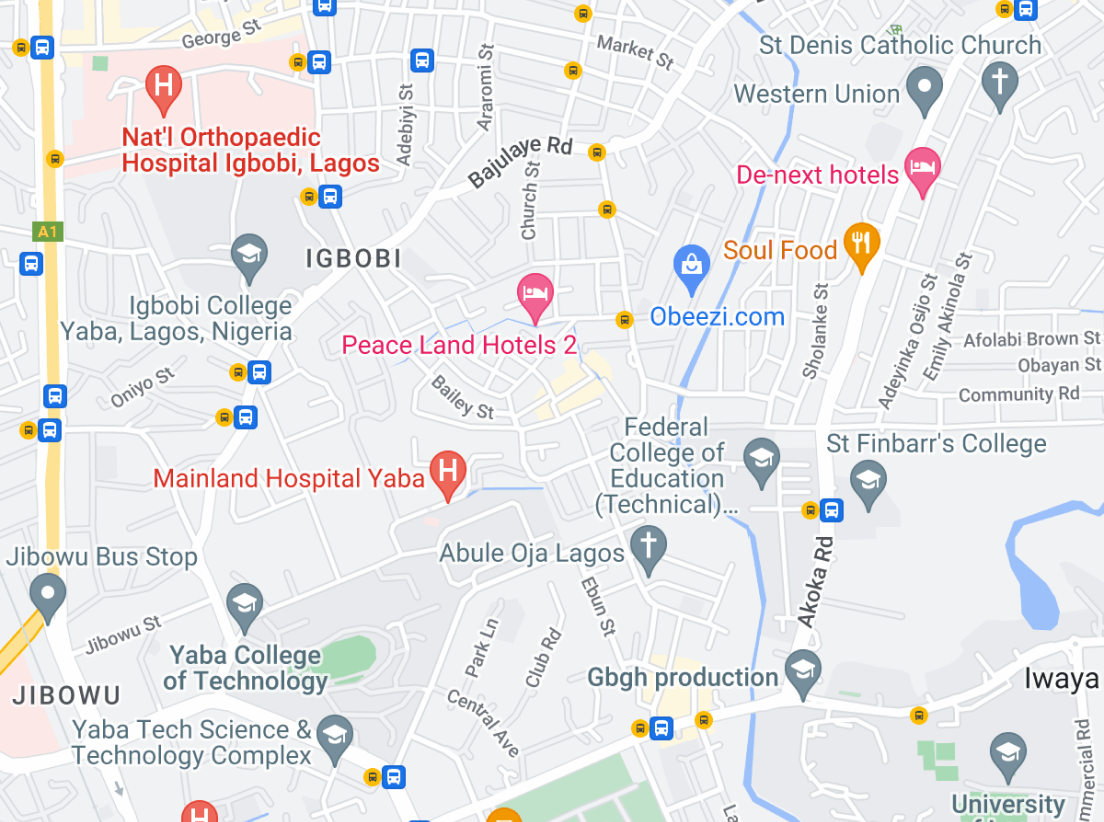 George St
Market St
St Denis Catholic Church
Western Union
H
Nat'l Orthopaedic
Hospital Igbobi, Lagos
Adebiyi St
Araromi St
Bajulaye Rd
Church St
De-next hotels
A1
IGBOBI
Soul Food
Igbobi College
Yaba, Lagos, Nigeria
Obeezi.com
Peace Land Hotels 2
Sholanke St
Adeyinka Osijo St
Emily Akinola St
Afolabi Brown St
Obayan St
Community Rd
Oniyo St
Bailey St
Federal
College of
Education
(Technical)...
St Finbarr's College
Mainland Hospital Yaba
H
Jibowu Bus Stop
Abule Oja Lagos
Akoka Rd
Ebun St
Jibowu St
Park Ln
Club Rd
Yaba College
of Technology
Gbgh production
Iwaya
JIBOWU
Central Ave
Yaba Tech Science &
Technology Complex
University
H